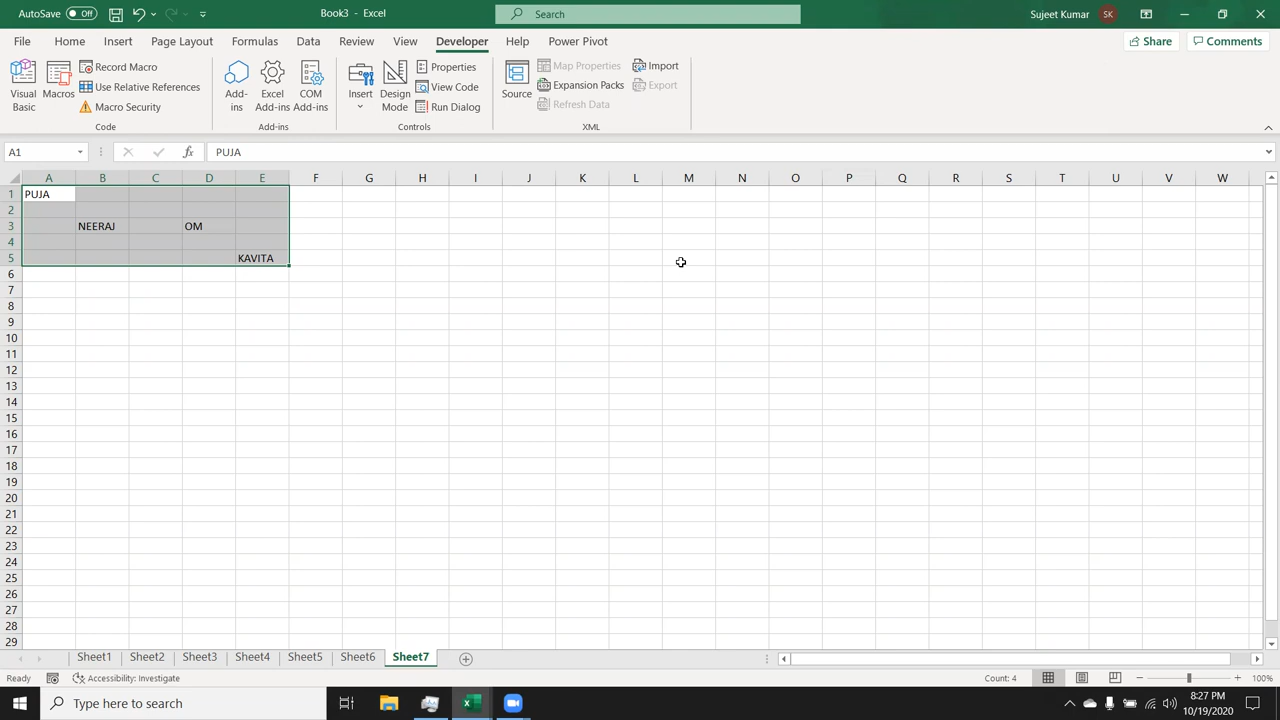 AutoSave Off Book3 - Excel Search Sujeet Kumar SK
File Home Insert Page Layout Formulas Data Review View Developer Help Power Pivot Share Comments
Visual Basic
Macros
Record Macro
Use Relative References
Macro Security
Code
Add-ins
Excel Add-ins
COM Add-ins
Add-ins
Insert
Design Mode
Properties
View Code
Run Dialog
Controls
Source
Map Properties
Expansion Packs
Refresh Data
Import
Export
XML
A1 fx PUJA
A B C D E F G H I J K L M N O P Q R S T U V W
1 PUJA
2
3 NEERAJ OM
4
5 KAVITA
6
7
8
9
10
11
12
13
14
15
16
17
18
19
20
21
22
23
24
25
26
27
28
29
Sheet1 Sheet2 Sheet3 Sheet4 Sheet5 Sheet6 Sheet7
Ready Accessibility: Investigate Count: 4 100%
Type here to search 8:27 PM
10/19/2020